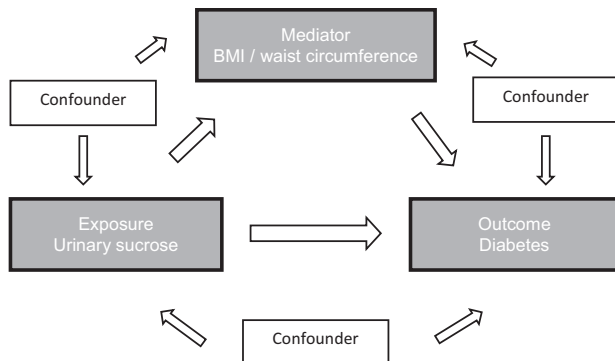 Mediator
BMI / waist circumference
Confounder
Confounder
Exposure
Urinary sucrose
Outcome
Diabetes
Confounder